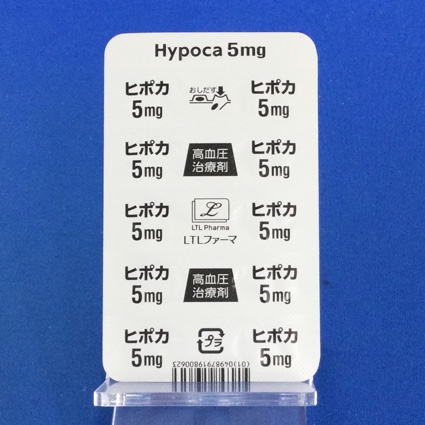 Hypoca 5mg
ヒポカ おしだす ヒポカ
5mg 5mg
ヒポカ 高血圧 ヒポカ
5mg 治療剤 5mg
ヒポカ ヒポカ
5mg LTL Pharma 5mg
LTLファーマ
ヒポカ 高血圧 ヒポカ
5mg 治療剤 5mg
ヒポカ プラ ヒポカ
5mg 5mg
(01)04987919800623